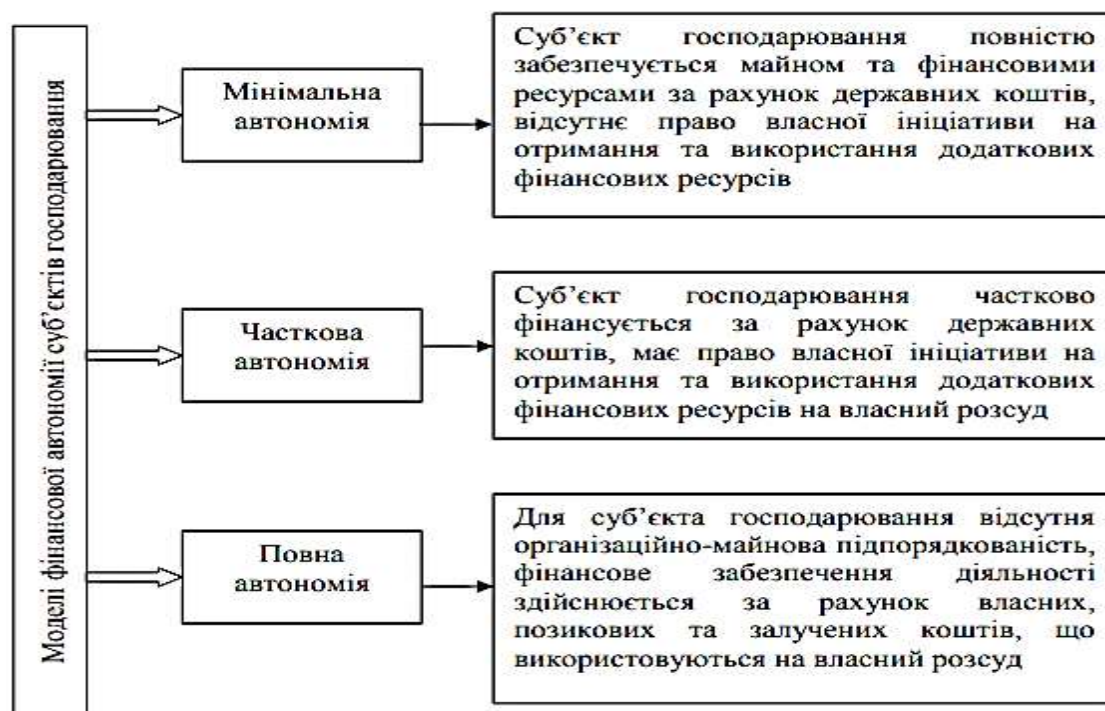 Моделі фінансової автономії суб’єктів господарювання
Мінімальна
автономія
Суб’єкт господарювання повністю
забезпечується майном та фінансовими
ресурсами за рахунок державних коштів,
відсутнє право власної ініціативи на
отримання та використання додаткових
фінансових ресурсів
Часткова
автономія
Суб’єкт господарювання частково
фінансується за рахунок державних
коштів, має право власної ініціативи на
отримання та використання додаткових
фінансових ресурсів на власний розсуд
Повна
автономія
Для суб’єкта господарювання відсутня
організаційно-майнова підпорядкованість,
фінансове забезпечення діяльності
здійснюється за рахунок власних,
позикових та залучених коштів, що
використовуються на власний розсуд